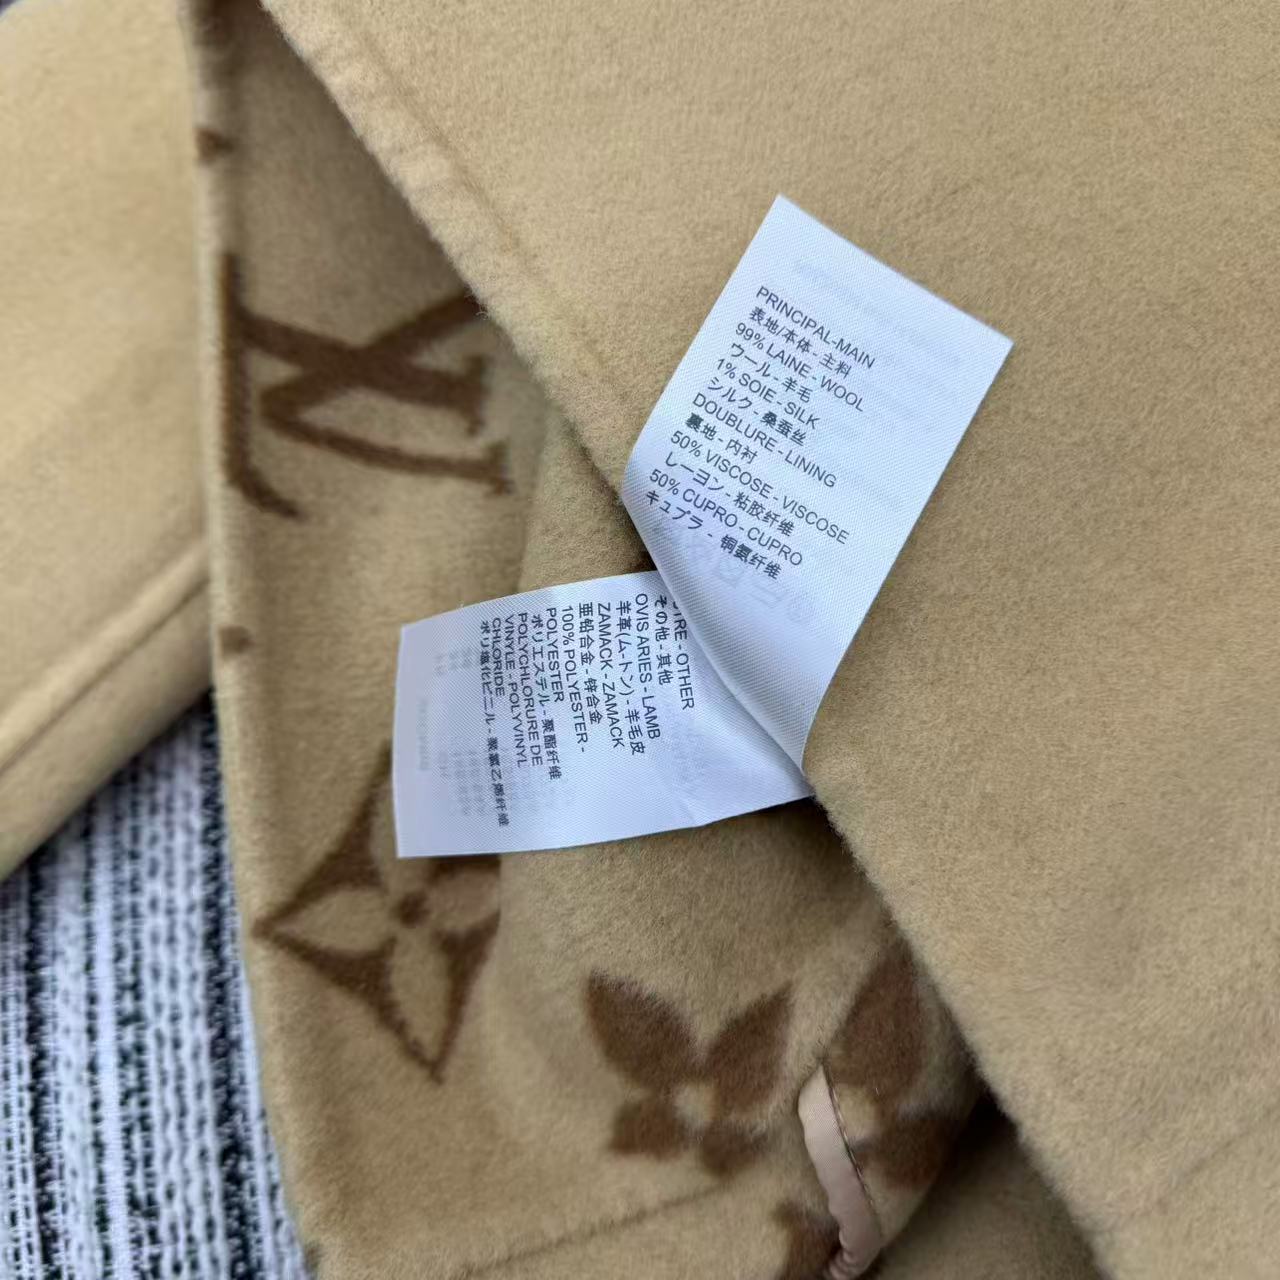 PRINCIPAL-MAIN
表地/本体 - 主料
99% LAINE - WOOL
ウール - 羊毛
1% SOIE - SILK
シルク - 桑蚕丝
DOUBLURE - LINING
裏地 - 内衬
50% VISCOSE - VISCOSE
レーヨン - 粘胶纤维
50% CUPRO - CUPRO
キュプラ - 铜氨纤维
- OTHER
その他 - 其他
OVIS ARIES - LAMB
羊革(ムートン) - 羊毛皮
ZAMACK - ZAMACK
亜鉛合金 - 锌合金
100% POLYESTER -
POLYESTER
ポリエステル - 聚酯纤维
POLYCHLORURE DE
VINYLE - POLYVINYL
CHLORIDE
ポリ塩化ビニール - 聚氯乙烯纤维
LV